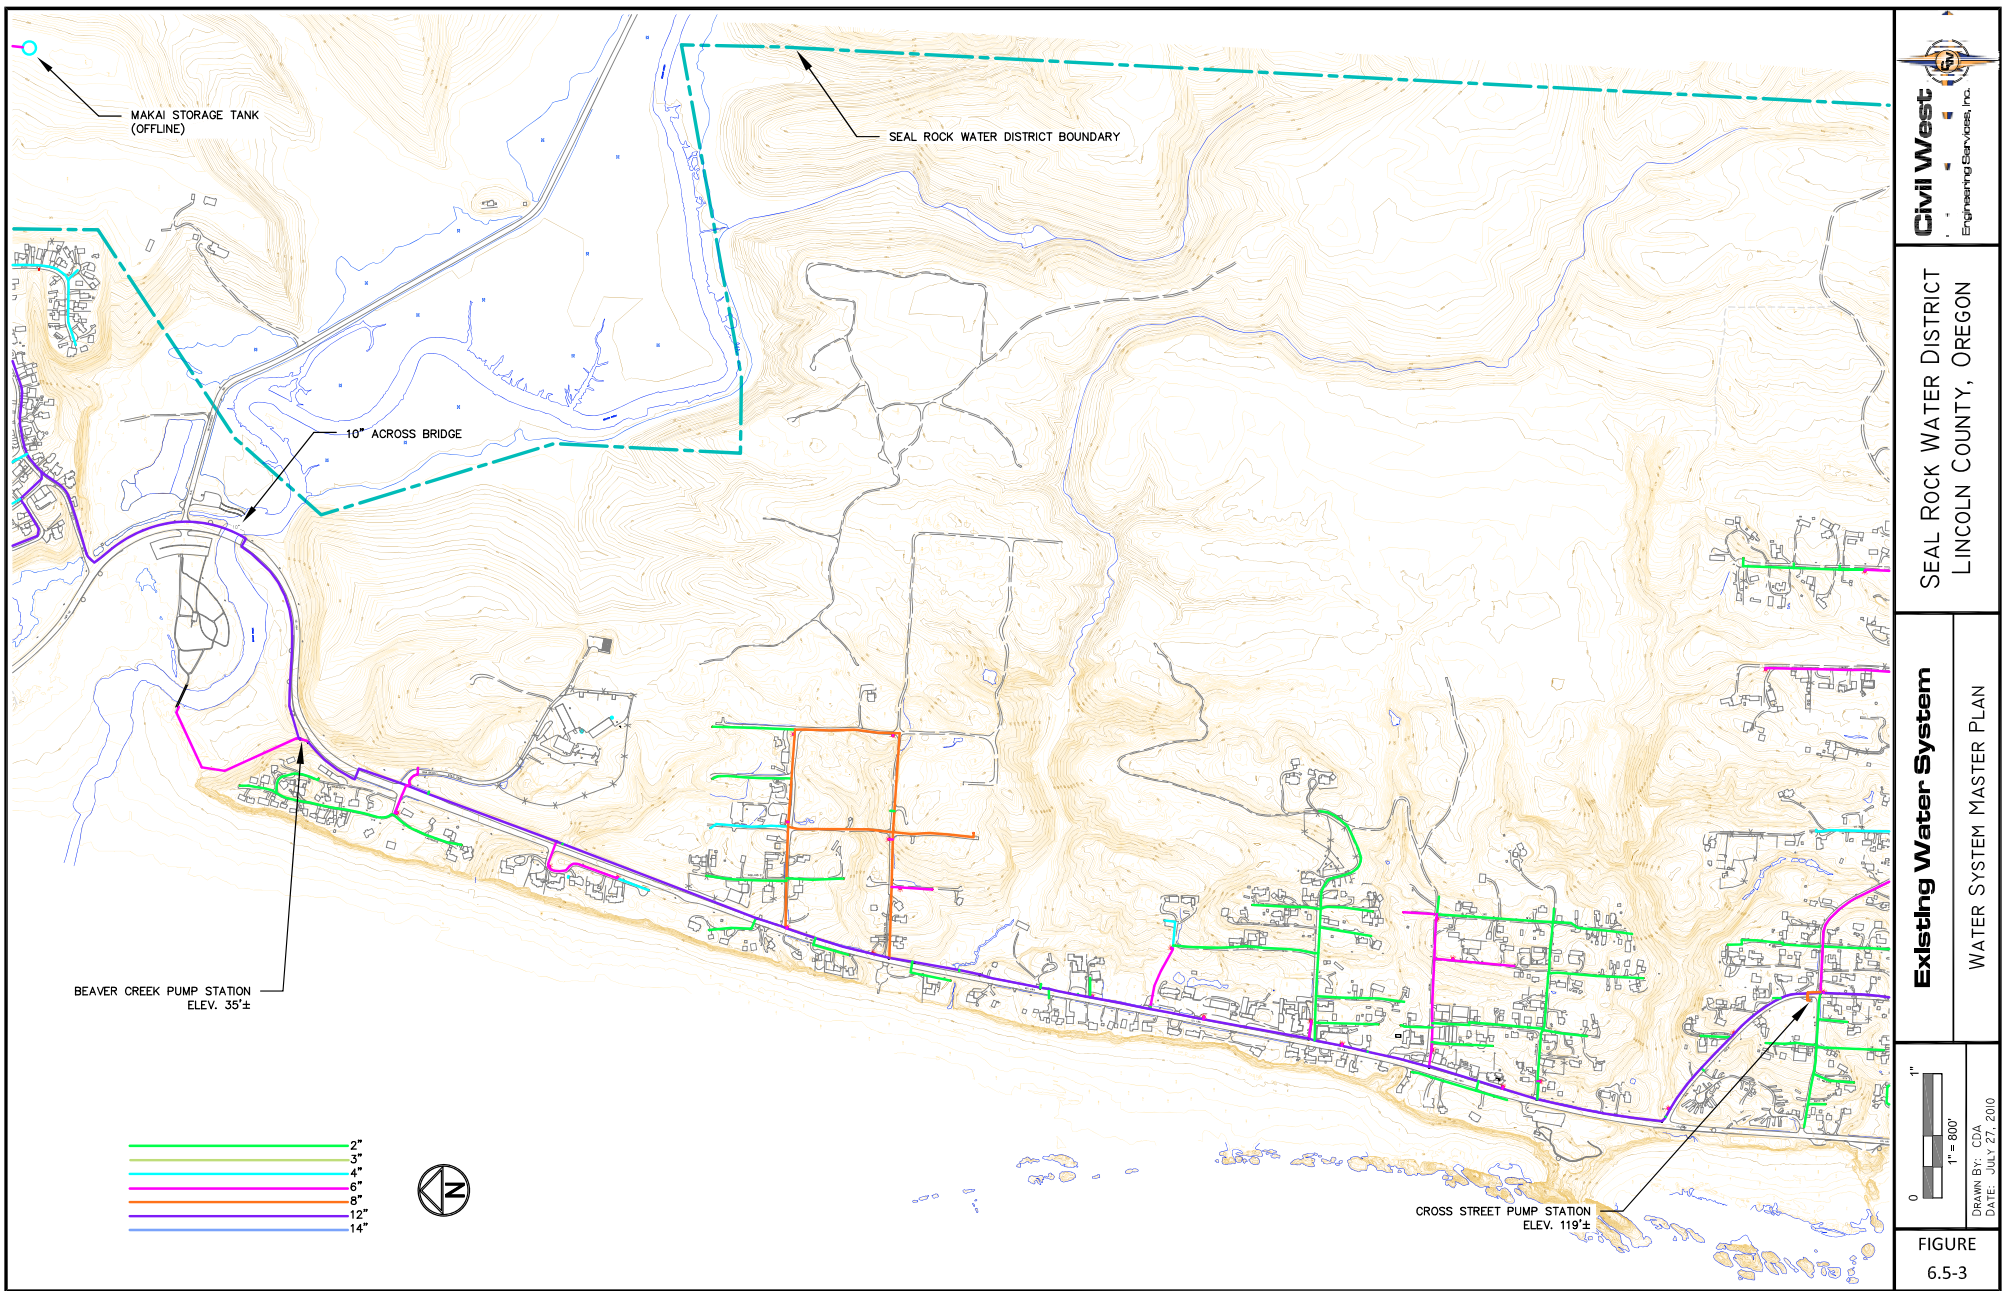 MAKAI STORAGE TANK
(OFFLINE)
SEAL ROCK WATER DISTRICT BOUNDARY
10" ACROSS BRIDGE
BEAVER CREEK PUMP STATION
ELEV. 35'±
CROSS STREET PUMP STATION
ELEV. 119'±
2"
3"
4"
6"
8"
12"
14"
N
Civil West
Engineering Services, Inc.
SEAL ROCK WATER DISTRICT
LINCOLN COUNTY, OREGON
Existing Water System
WATER SYSTEM MASTER PLAN
0
1"
1" = 800'
DRAWN BY: CDA
DATE: JULY 27, 2010
FIGURE
6.5-3